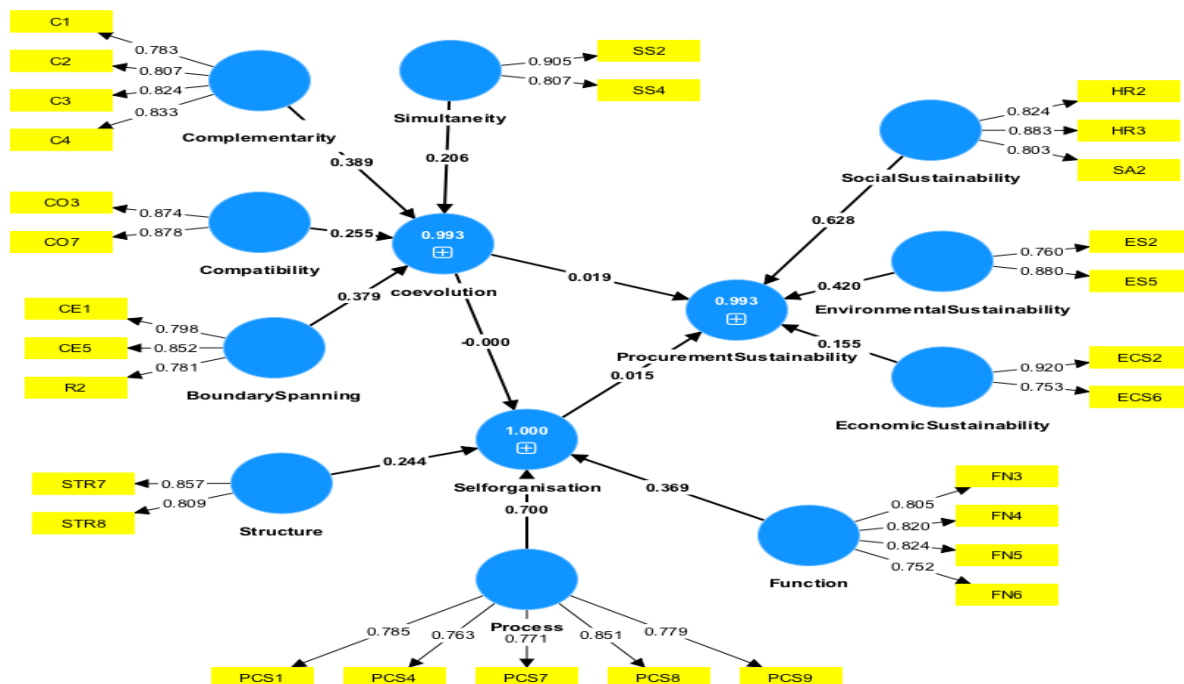 C1
0.783
C2
0.807
C3
0.824
C4
0.833
Complementarity
0.389
SS2
0.905
SS4
0.807
Simultaneity
0.206
HR2
0.824
HR3
0.883
SA2
0.803
SocialSustainability
0.628
CO3
0.874
CO7
0.878
Compatibility
0.255
0.993
coevolution
0.019
0.993
ProcurementSustainability
ES2
0.760
ES5
0.880
EnvironmentalSustainability
0.420
CE1
0.798
CE5
0.852
R2
0.781
BoundarySpanning
0.379
-0.000
0.015
0.155
ECS2
0.920
ECS6
0.753
EconomicSustainability
1.000
Selforganisation
STR7
0.857
STR8
0.809
Structure
0.244
0.700
0.369
FN3
0.805
FN4
0.820
FN5
0.824
FN6
0.752
Function
Process
0.785
0.763
0.771
0.851
0.779
PCS1
PCS4
PCS7
PCS8
PCS9